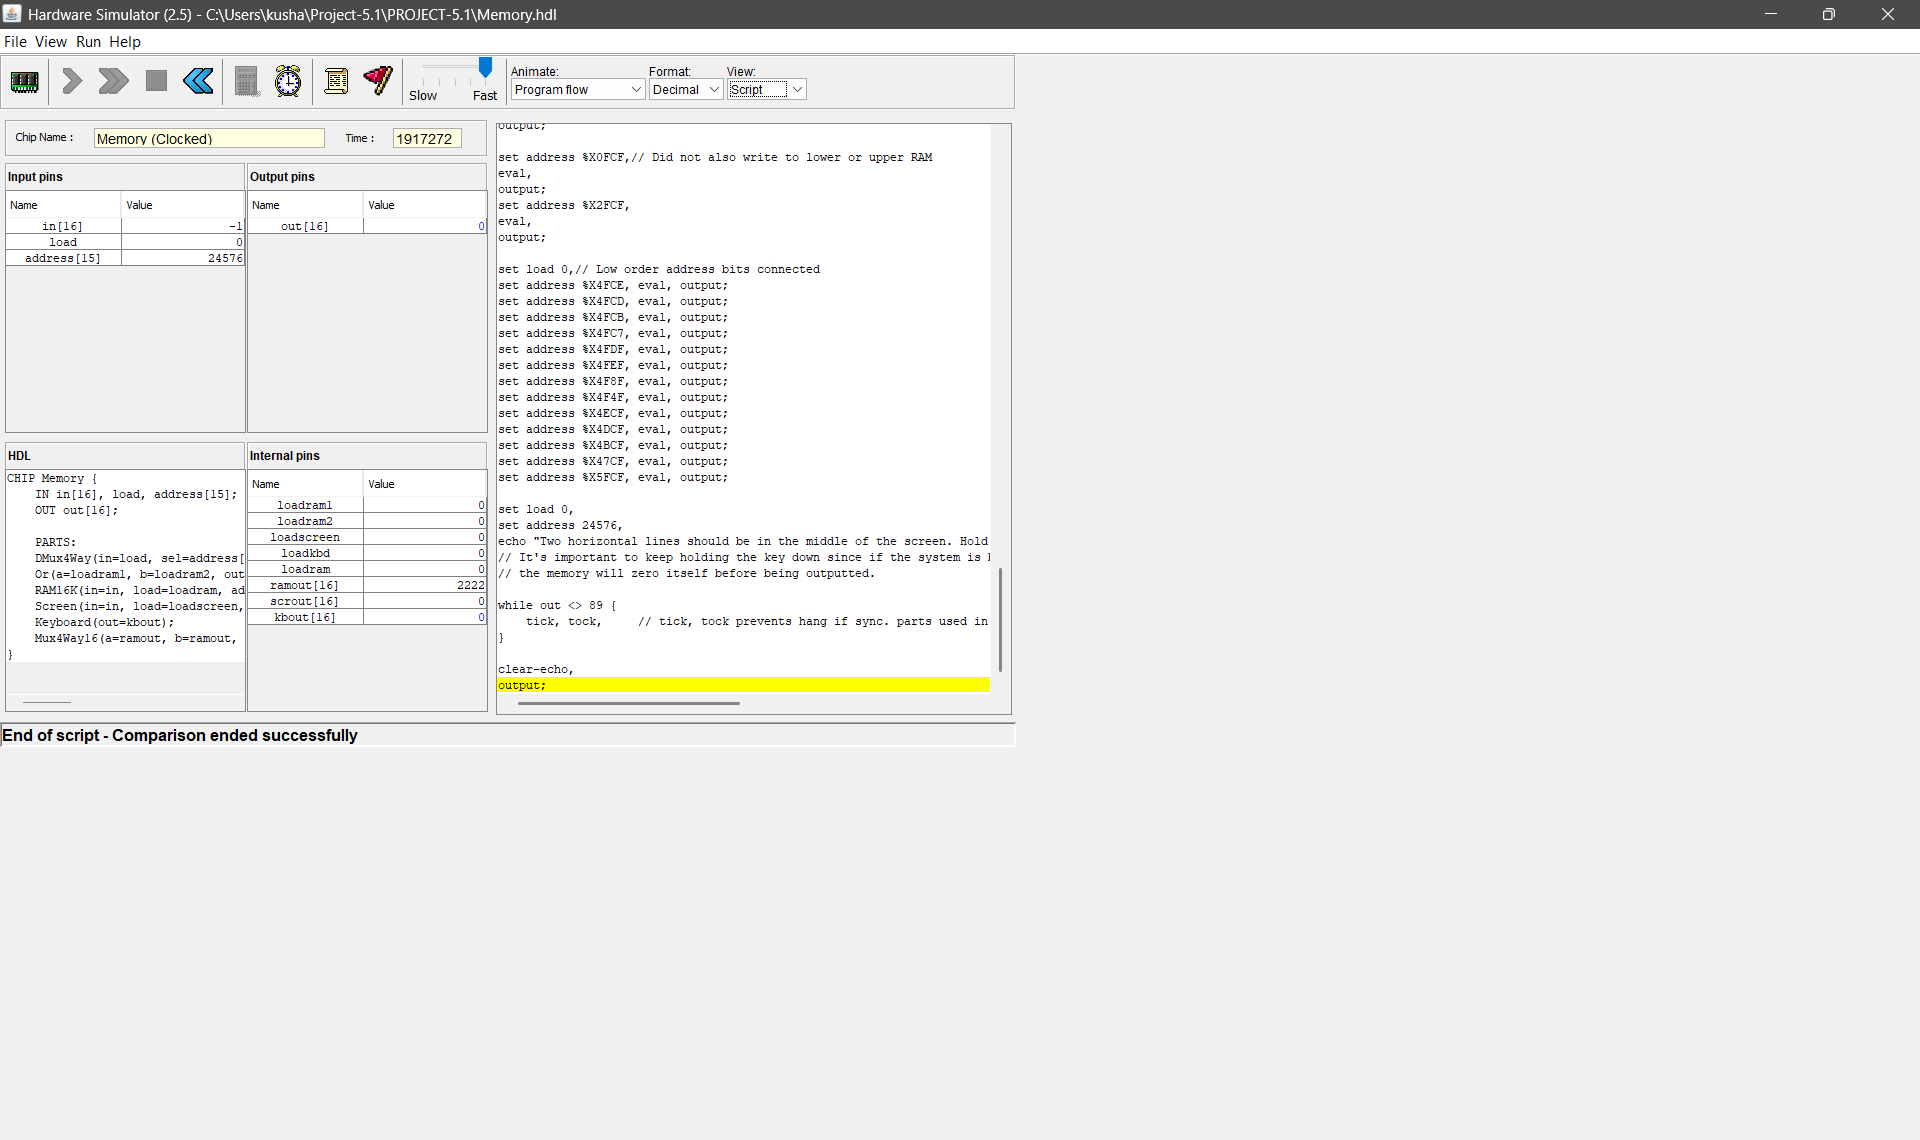 Hardware Simulator (2.5) - C:\Users\kusha\Project-5.1\PROJECT-5.1\Memory.hdl
File View Run Help
Slow Fast
Animate: Format: View:
Program flow Decimal Script
Chip Name : Memory (Clocked) Time : 1917272
Input pins
Name Value
in[16] -1
load 0
address[15] 24576
Output pins
Name Value
out[16] 0
HDL
CHIP Memory {
IN in[16], load, address[15];
OUT out[16];
PARTS:
DMux4Way(in=load, sel=address[
Or(a=loadram1, b=loadram2, out
RAM16K(in=in, load=loadram, ad
Screen(in=in, load=loadscreen,
Keyboard(out=kbout);
Mux4Way16(a=ramout, b=ramout,
}
Internal pins
Name Value
loadram1 0
loadram2 0
loadscreen 0
loadkbd 0
loadram 0
ramout[16] 2222
scrout[16] 0
kbout[16] 0
output;
set address %X0FCF,// Did not also write to lower or upper RAM
eval,
output;
set address %X2FCF,
eval,
output;
set load 0,// Low order address bits connected
set address %X4FCE, eval, output;
set address %X4FCD, eval, output;
set address %X4FCB, eval, output;
set address %X4FC7, eval, output;
set address %X4FDF, eval, output;
set address %X4FEF, eval, output;
set address %X4F8F, eval, output;
set address %X4F4F, eval, output;
set address %X4ECF, eval, output;
set address %X4DCF, eval, output;
set address %X4BCF, eval, output;
set address %X47CF, eval, output;
set address %X5FCF, eval, output;
set load 0,
set address 24576,
echo "Two horizontal lines should be in the middle of the screen. Hold
// It's important to keep holding the key down since if the system is
// the memory will zero itself before being outputted.
while out <> 89 {
tick, tock, // tick, tock prevents hang if sync. parts used in
}
clear-echo,
output;
End of script - Comparison ended successfully